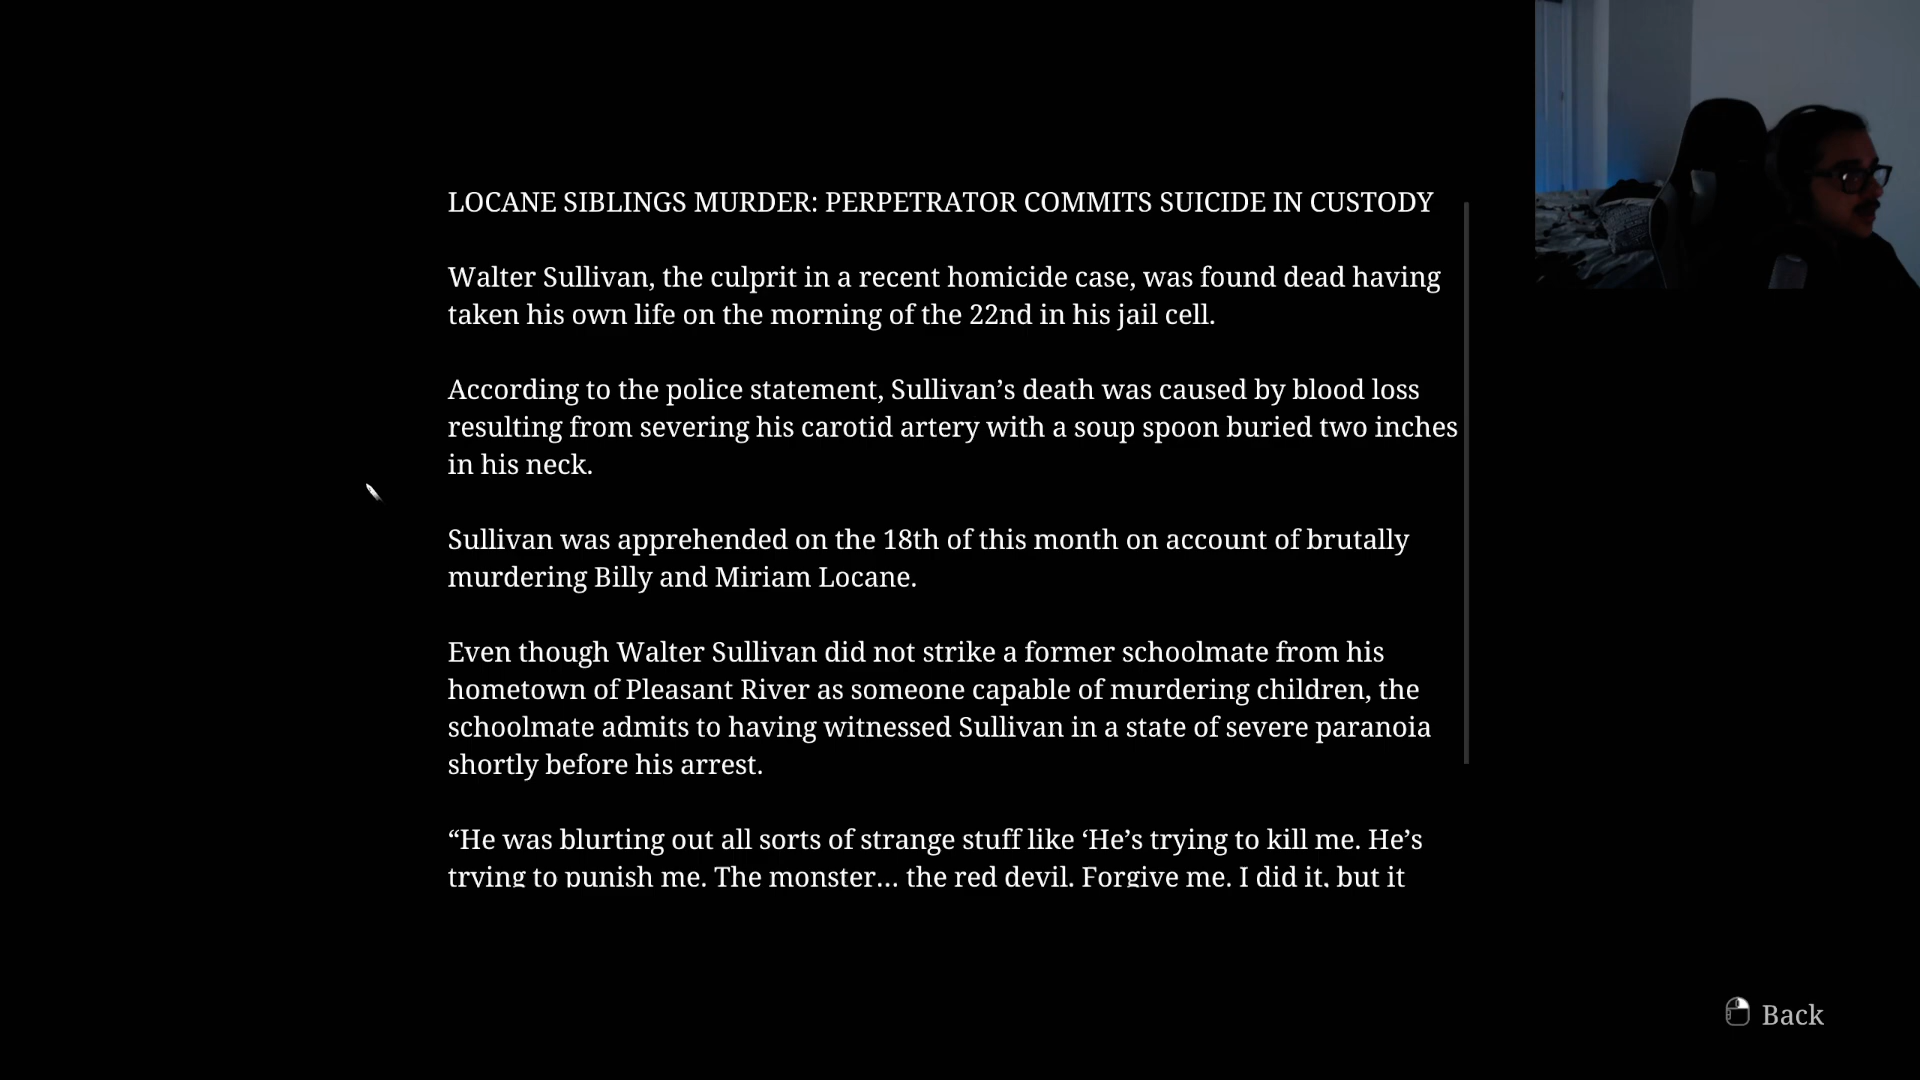 LOCANE SIBLINGS MURDER: PERPETRATOR COMMITS SUICIDE IN CUSTODY
Walter Sullivan, the culprit in a recent homicide case, was found dead having
taken his own life on the morning of the 22nd in his jail cell.
According to the police statement, Sullivan’s death was caused by blood loss
resulting from severing his carotid artery with a soup spoon buried two inches
in his neck.
Sullivan was apprehended on the 18th of this month on account of brutally
murdering Billy and Miriam Locane.
Even though Walter Sullivan did not strike a former schoolmate from his
hometown of Pleasant River as someone capable of murdering children, the
schoolmate admits to having witnessed Sullivan in a state of severe paranoia
shortly before his arrest.
“He was blurting out all sorts of strange stuff like ‘He’s trying to kill me. He’s
trying to punish me. The monster… the red devil. Forgive me. I did it, but it
Back